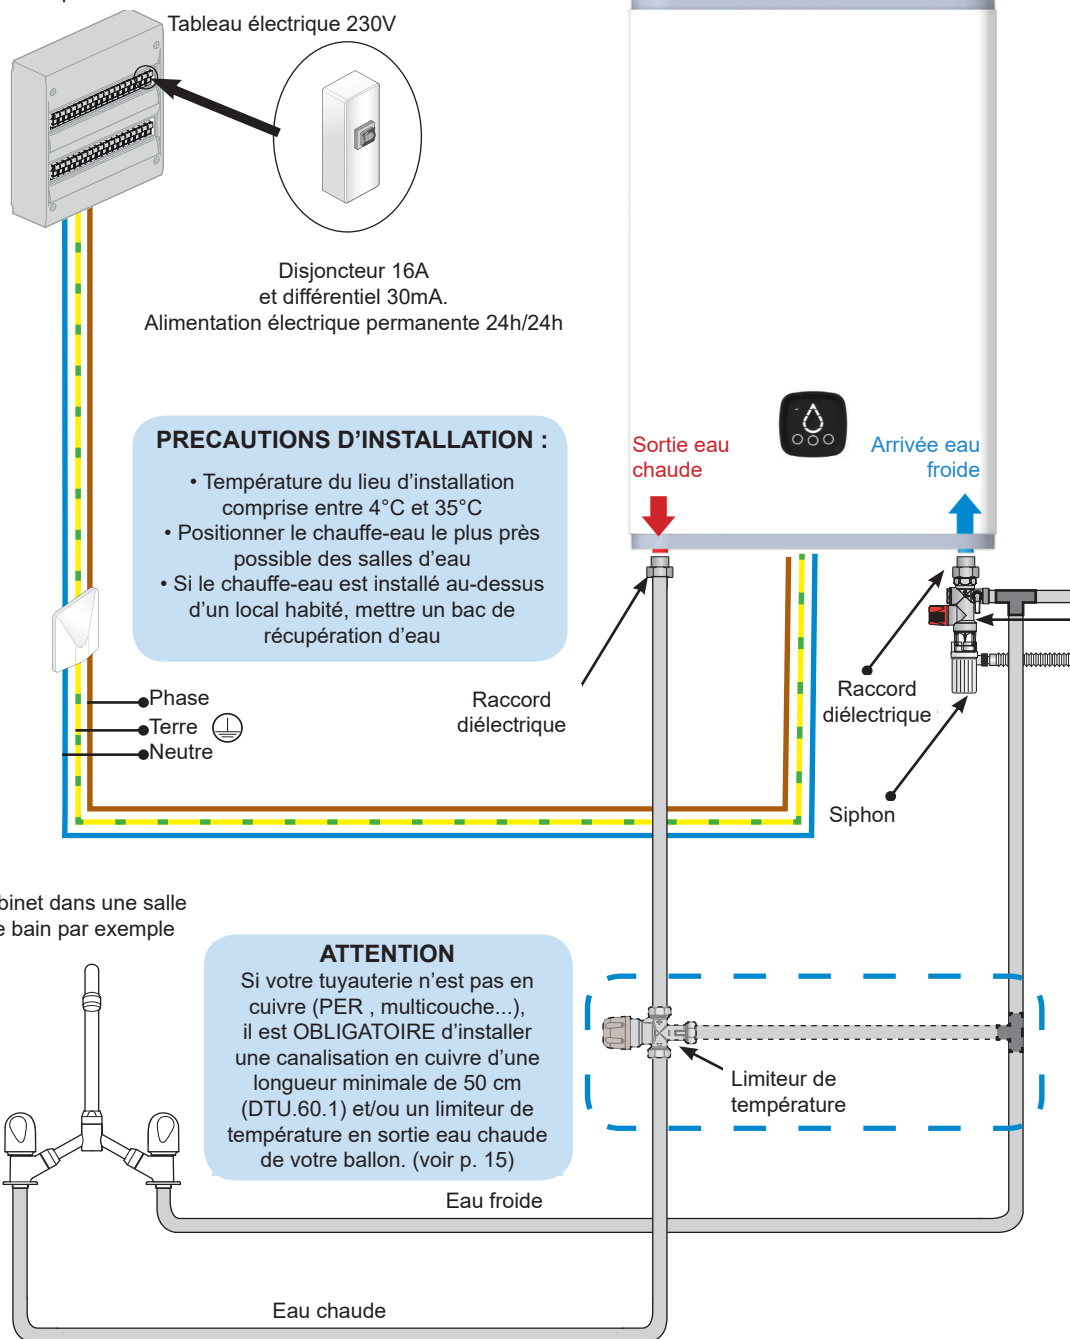 Tableau électrique 230V
Disjoncteur 16A
et différentiel 30mA.
Alimentation électrique permanente 24h/24h
PRECAUTIONS D’INSTALLATION :
• Température du lieu d’installation
comprise entre 4°C et 35°C
• Positionner le chauffe-eau le plus près
possible des salles d’eau
• Si le chauffe-eau est installé au-dessus
d’un local habité, mettre un bac de
récupération d’eau
Sortie eau
chaude
Arrivée eau
froide
Phase
Terre
Neutre
Raccord
diélectrique
Raccord
diélectrique
Siphon
binet dans une salle
e bain par exemple
ATTENTION
Si votre tuyauterie n’est pas en
cuivre (PER , multicouche...),
il est OBLIGATOIRE d’installer
une canalisation en cuivre d’une
longueur minimale de 50 cm
(DTU.60.1) et/ou un limiteur de
température en sortie eau chaude
de votre ballon. (voir p. 15)
Limiteur de
température
Eau froide
Eau chaude